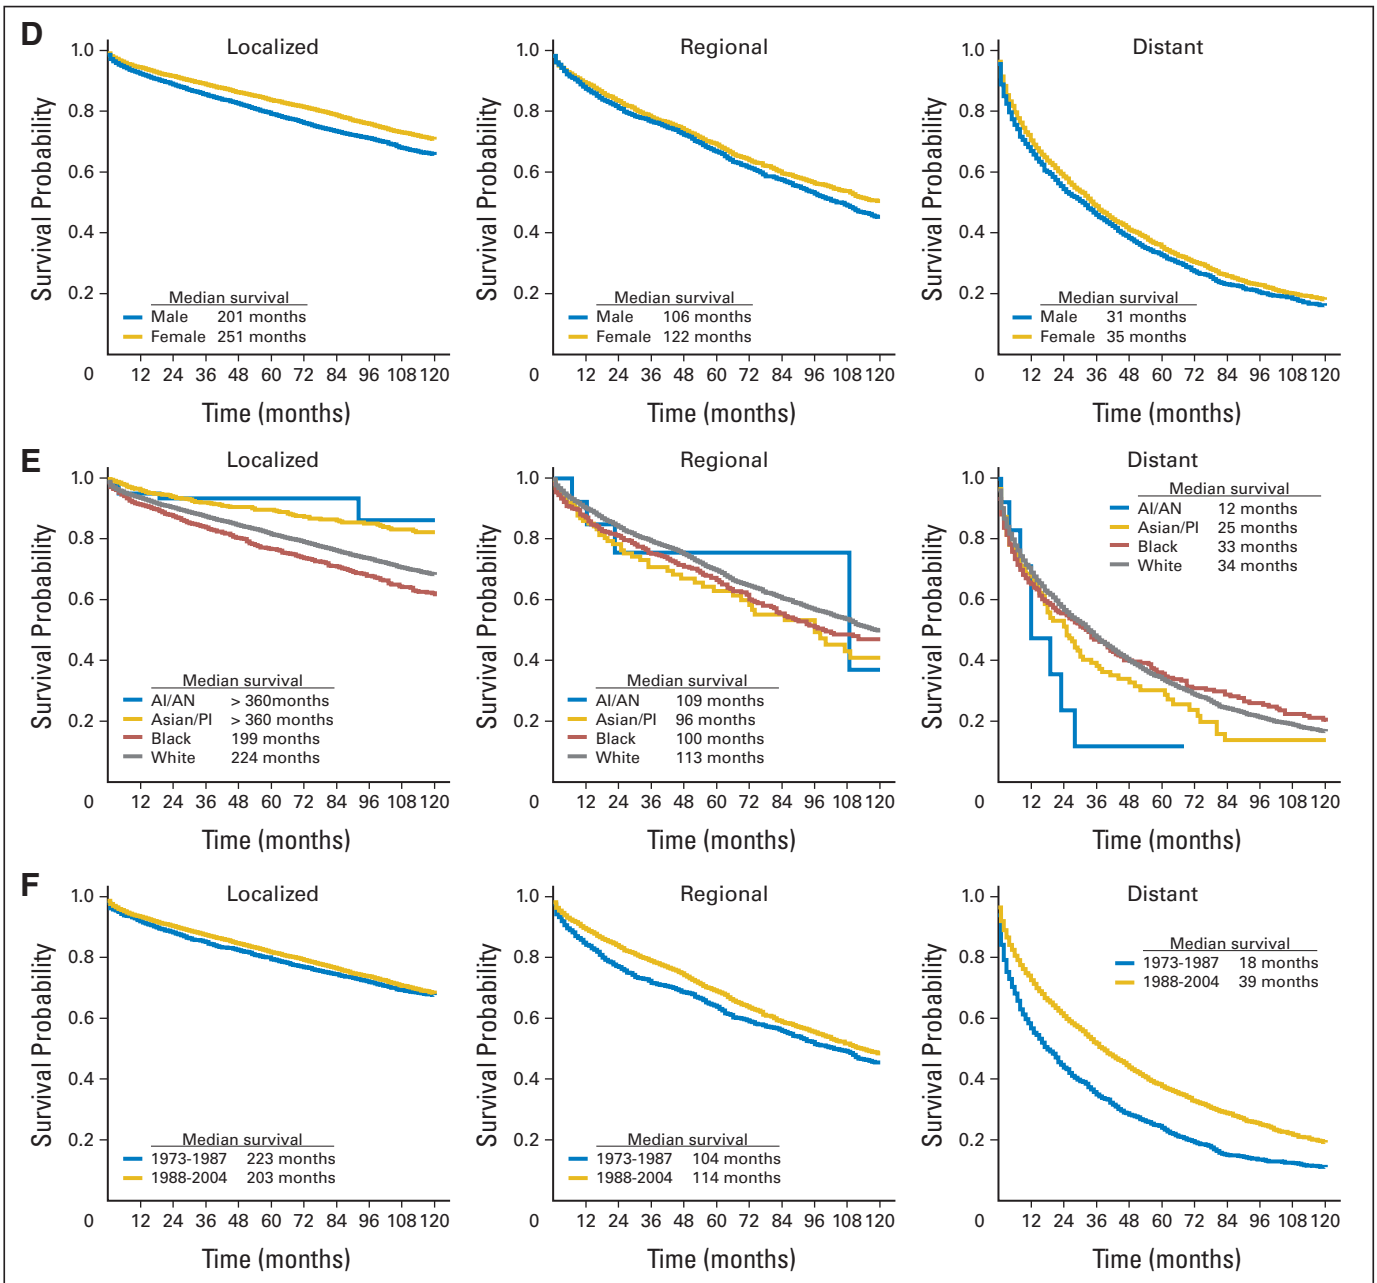 D
Localized
Survival Probability
1.0
0.8
0.6
0.4
0.2
0
Median survival
Male 201 months
Female 251 months
12 24 36 48 60 72 84 96 108 120
Time (months)
Regional
Survival Probability
1.0
0.8
0.6
0.4
0.2
0
Median survival
Male 106 months
Female 122 months
12 24 36 48 60 72 84 96 108 120
Time (months)
Distant
Survival Probability
1.0
0.8
0.6
0.4
0.2
0
Median survival
Male 31 months
Female 35 months
12 24 36 48 60 72 84 96 108 120
Time (months)
E
Localized
Survival Probability
1.0
0.8
0.6
0.4
0.2
0
Median survival
AI/AN > 360months
Asian/PI > 360 months
Black 199 months
White 224 months
12 24 36 48 60 72 84 96 108 120
Time (months)
Regional
Survival Probability
1.0
0.8
0.6
0.4
0.2
0
Median survival
AI/AN 109 months
Asian/PI 96 months
Black 100 months
White 113 months
12 24 36 48 60 72 84 96 108 120
Time (months)
Distant
Survival Probability
1.0
0.8
0.6
0.4
0.2
0
Median survival
AI/AN 12 months
Asian/PI 25 months
Black 33 months
White 34 months
12 24 36 48 60 72 84 96 108 120
Time (months)
F
Localized
Survival Probability
1.0
0.8
0.6
0.4
0.2
0
Median survival
1973-1987 223 months
1988-2004 203 months
12 24 36 48 60 72 84 96 108 120
Time (months)
Regional
Survival Probability
1.0
0.8
0.6
0.4
0.2
0
Median survival
1973-1987 104 months
1988-2004 114 months
12 24 36 48 60 72 84 96 108 120
Time (months)
Distant
Survival Probability
1.0
0.8
0.6
0.4
0.2
0
Median survival
1973-1987 18 months
1988-2004 39 months
12 24 36 48 60 72 84 96 108 120
Time (months)